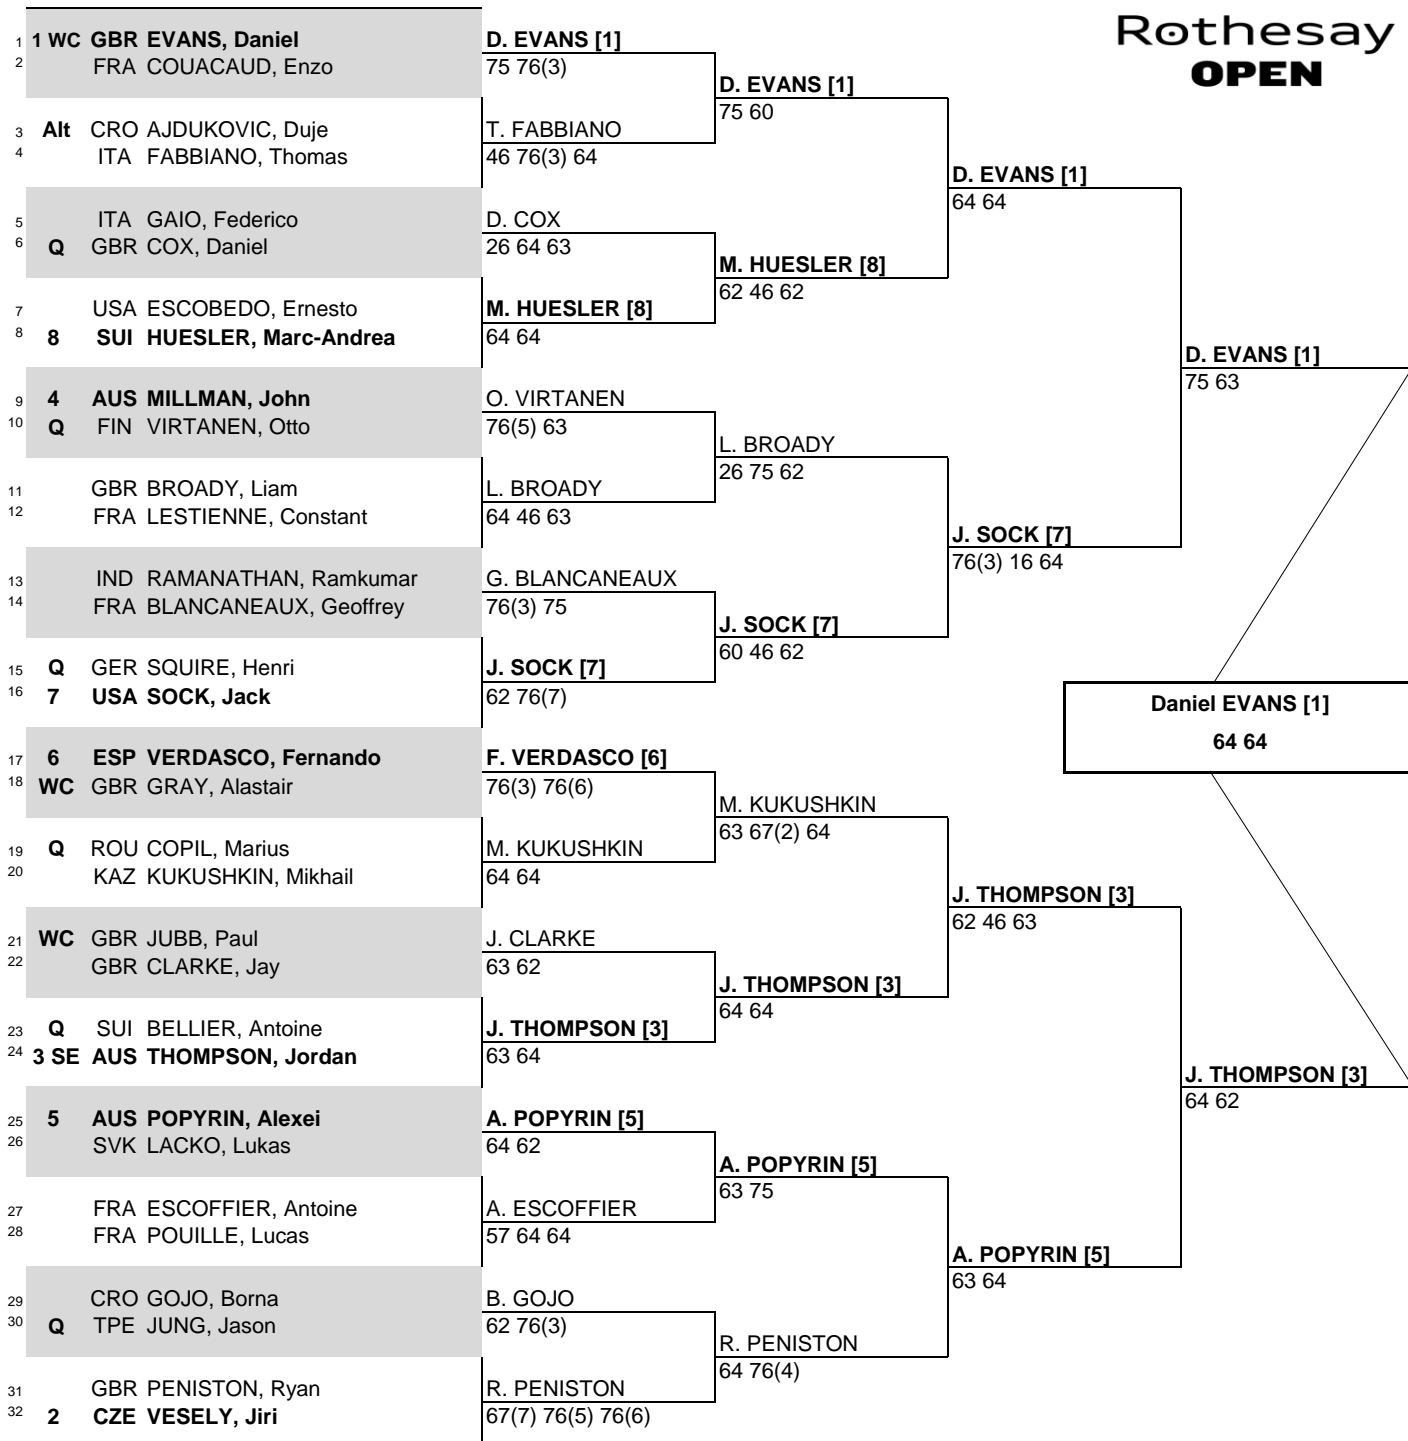 Rothesay
OPEN
1 1 WC GBR EVANS, Daniel
2 FRA COUACAUD, Enzo
3 Alt CRO AJDUKOVIC, Duje
4 ITA FABBIANO, Thomas
5 ITA GAIO, Federico
6 Q GBR COX, Daniel
7 USA ESCOBEDO, Ernesto
8 8 SUI HUESLER, Marc-Andrea
9 4 AUS MILLMAN, John
10 Q FIN VIRTANEN, Otto
11 GBR BROADY, Liam
12 FRA LESTIENNE, Constant
13 IND RAMANATHAN, Ramkumar
14 FRA BLANCANEAUX, Geoffrey
15 Q GER SQUIRE, Henri
16 7 USA SOCK, Jack
17 6 ESP VERDASCO, Fernando
18 WC GBR GRAY, Alastair
19 Q ROU COPIL, Marius
20 KAZ KUKUSHKIN, Mikhail
21 WC GBR JUBB, Paul
22 GBR CLARKE, Jay
23 Q SUI BELLIER, Antoine
24 3 SE AUS THOMPSON, Jordan
25 5 AUS POPYRIN, Alexei
26 SVK LACKO, Lukas
27 FRA ESCOFFIER, Antoine
28 FRA POUILLE, Lucas
29 CRO GOJO, Borna
30 Q TPE JUNG, Jason
31 GBR PENISTON, Ryan
32 2 CZE VESELY, Jiri
D. EVANS [1]
75 76(3)
T. FABBIANO
46 76(3) 64
D. COX
26 64 63
M. HUESLER [8]
64 64
O. VIRTANEN
76(5) 63
L. BROADY
64 46 63
G. BLANCANEAUX
76(3) 75
J. SOCK [7]
62 76(7)
F. VERDASCO [6]
76(3) 76(6)
M. KUKUSHKIN
64 64
J. CLARKE
63 62
J. THOMPSON [3]
63 64
A. POPYRIN [5]
64 62
A. ESCOFFIER
57 64 64
B. GOJO
62 76(3)
R. PENISTON
67(7) 76(5) 76(6)
D. EVANS [1]
75 60
M. HUESLER [8]
62 46 62
L. BROADY
26 75 62
J. SOCK [7]
60 46 62
M. KUKUSHKIN
63 67(2) 64
J. THOMPSON [3]
64 64
A. POPYRIN [5]
63 75
R. PENISTON
64 76(4)
D. EVANS [1]
64 64
J. SOCK [7]
76(3) 16 64
J. THOMPSON [3]
62 46 63
A. POPYRIN [5]
63 64
D. EVANS [1]
75 63
J. THOMPSON [3]
64 62
Daniel EVANS [1]
64 64